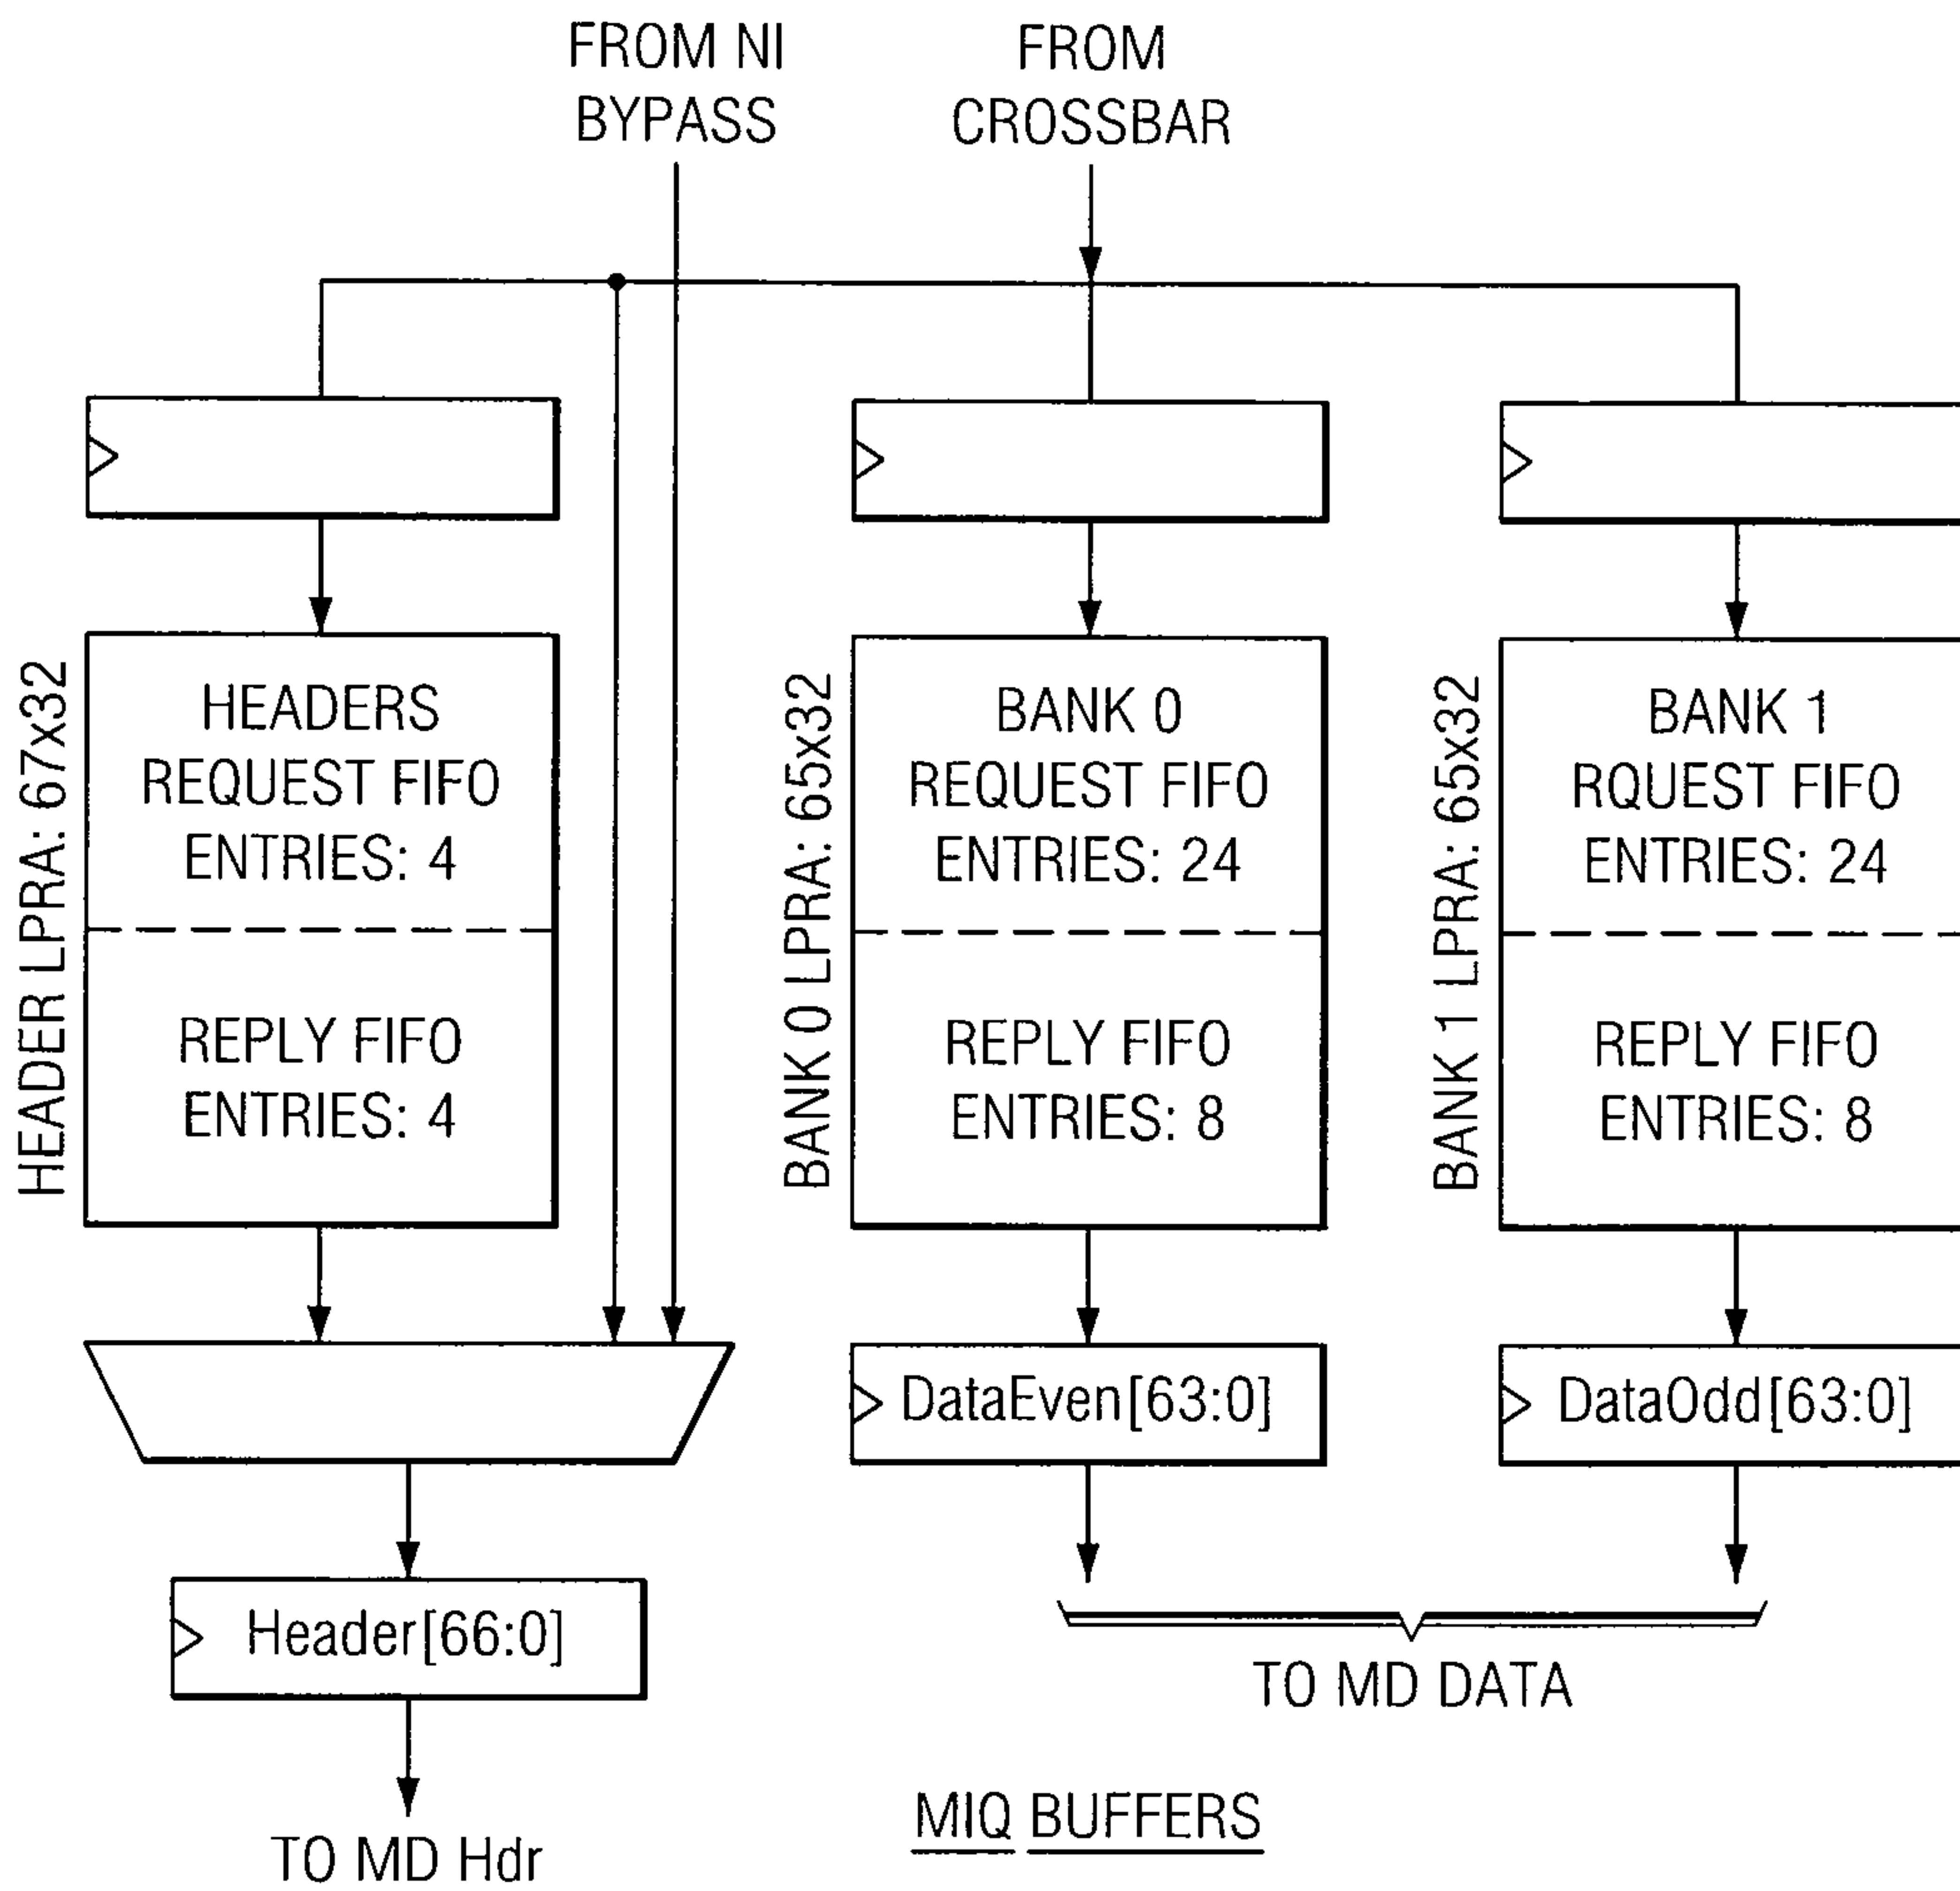 FROM NI
BYPASS
FROM
CROSSBAR
HEADER LPRA: 67x32
HEADERS
REQUEST FIFO
ENTRIES: 4
REPLY FIFO
ENTRIES: 4
BANK 0 LPRA: 65x32
BANK 0
REQUEST FIFO
ENTRIES: 24
REPLY FIFO
ENTRIES: 8
BANK 1 LPRA: 65x32
BANK 1
RQUEST FIFO
ENTRIES: 24
REPLY FIFO
ENTRIES: 8
DataEven[63:0]
DataOdd[63:0]
Header[66:0]
TO MD DATA
TO MD Hdr
MIQ BUFFERS